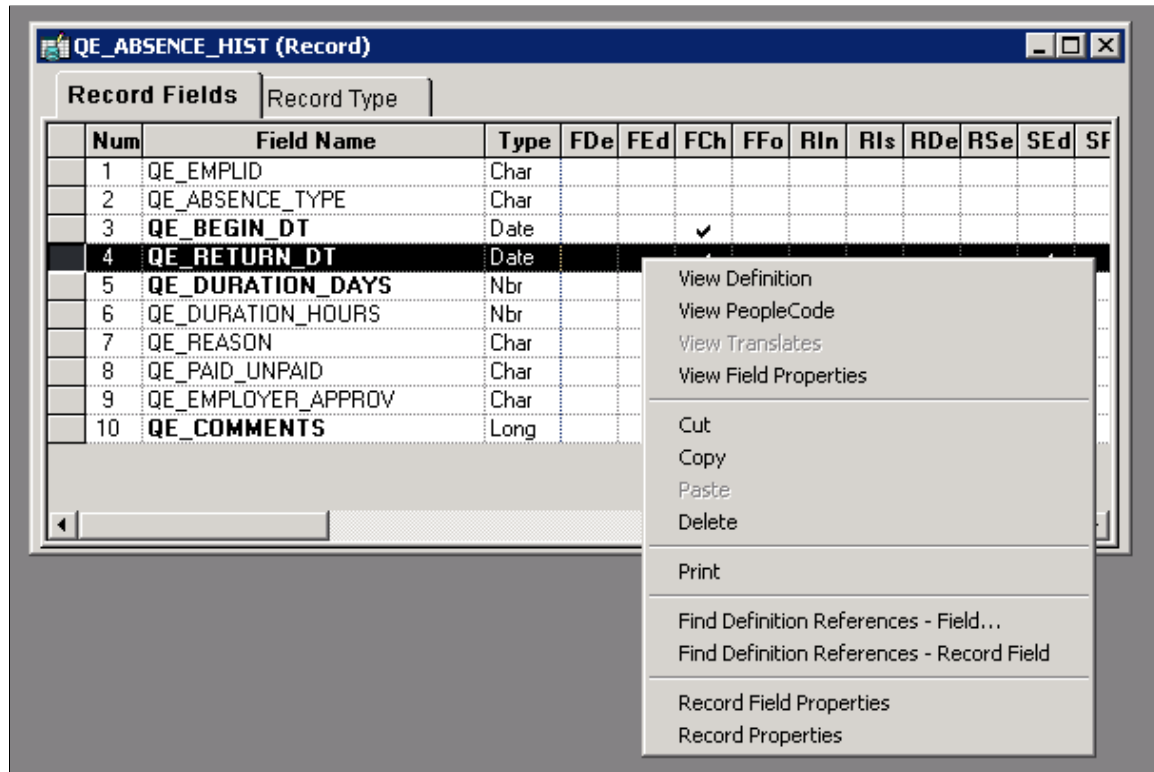 QE_ABSENCE_HIST (Record)
Record Fields Record Type
Num Field Name Type FDe FEd FCh FFo RIn RIs RDe RSe SEd
1 QE_EMPLID Char
2 QE_ABSENCE_TYPE Char
3 QE_BEGIN_DT Date
4 QE_RETURN_DT Date
5 QE_DURATION_DAYS Nbr
6 QE_DURATION_HOURS Nbr
7 QE_REASON Char
8 QE_PAID_UNPAID Char
9 QE_EMPLOYER_APPROV Char
10 QE_COMMENTS Long
View Definition
View PeopleCode
View Translates
View Field Properties
Cut
Copy
Paste
Delete
Print
Find Definition References - Field...
Find Definition References - Record Field
Record Field Properties
Record Properties